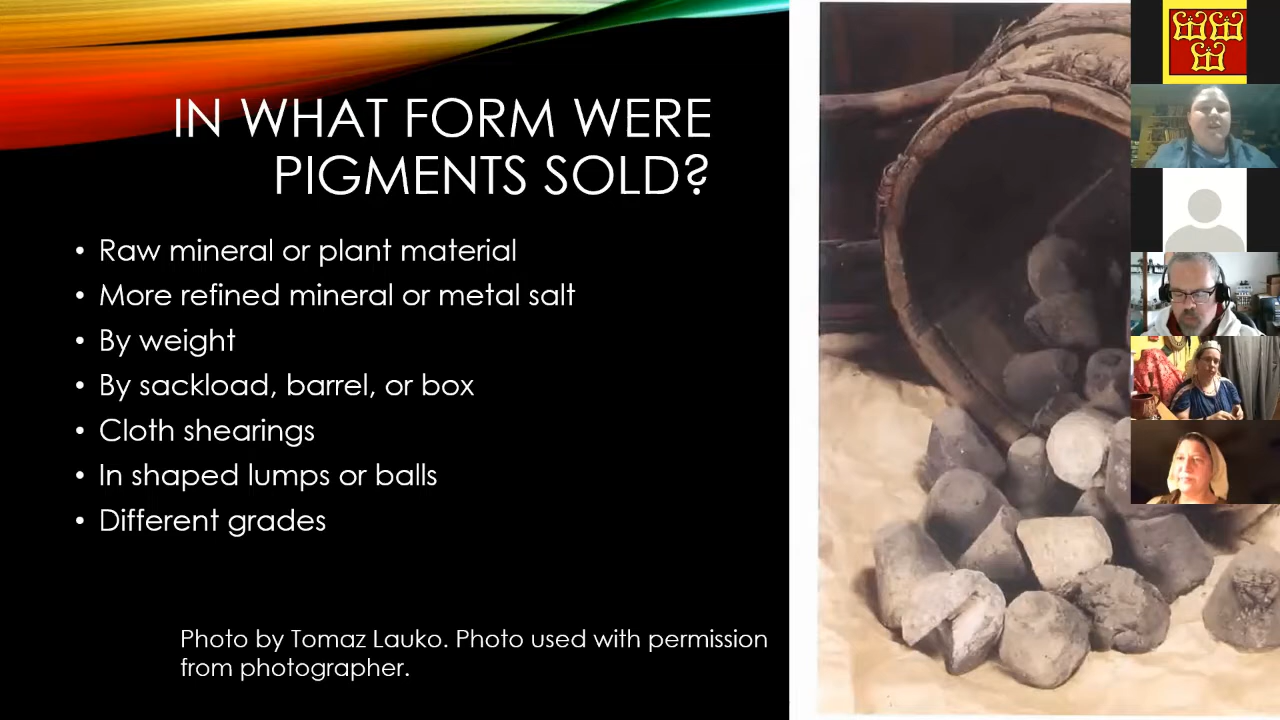 IN WHAT FORM WERE
PIGMENTS SOLD?
• Raw mineral or plant material
• More refined mineral or metal salt
• By weight
• By sackload, barrel, or box
• Cloth shearings
• In shaped lumps or balls
• Different grades
Photo by Tomaz Lauko. Photo used with permission
from photographer.